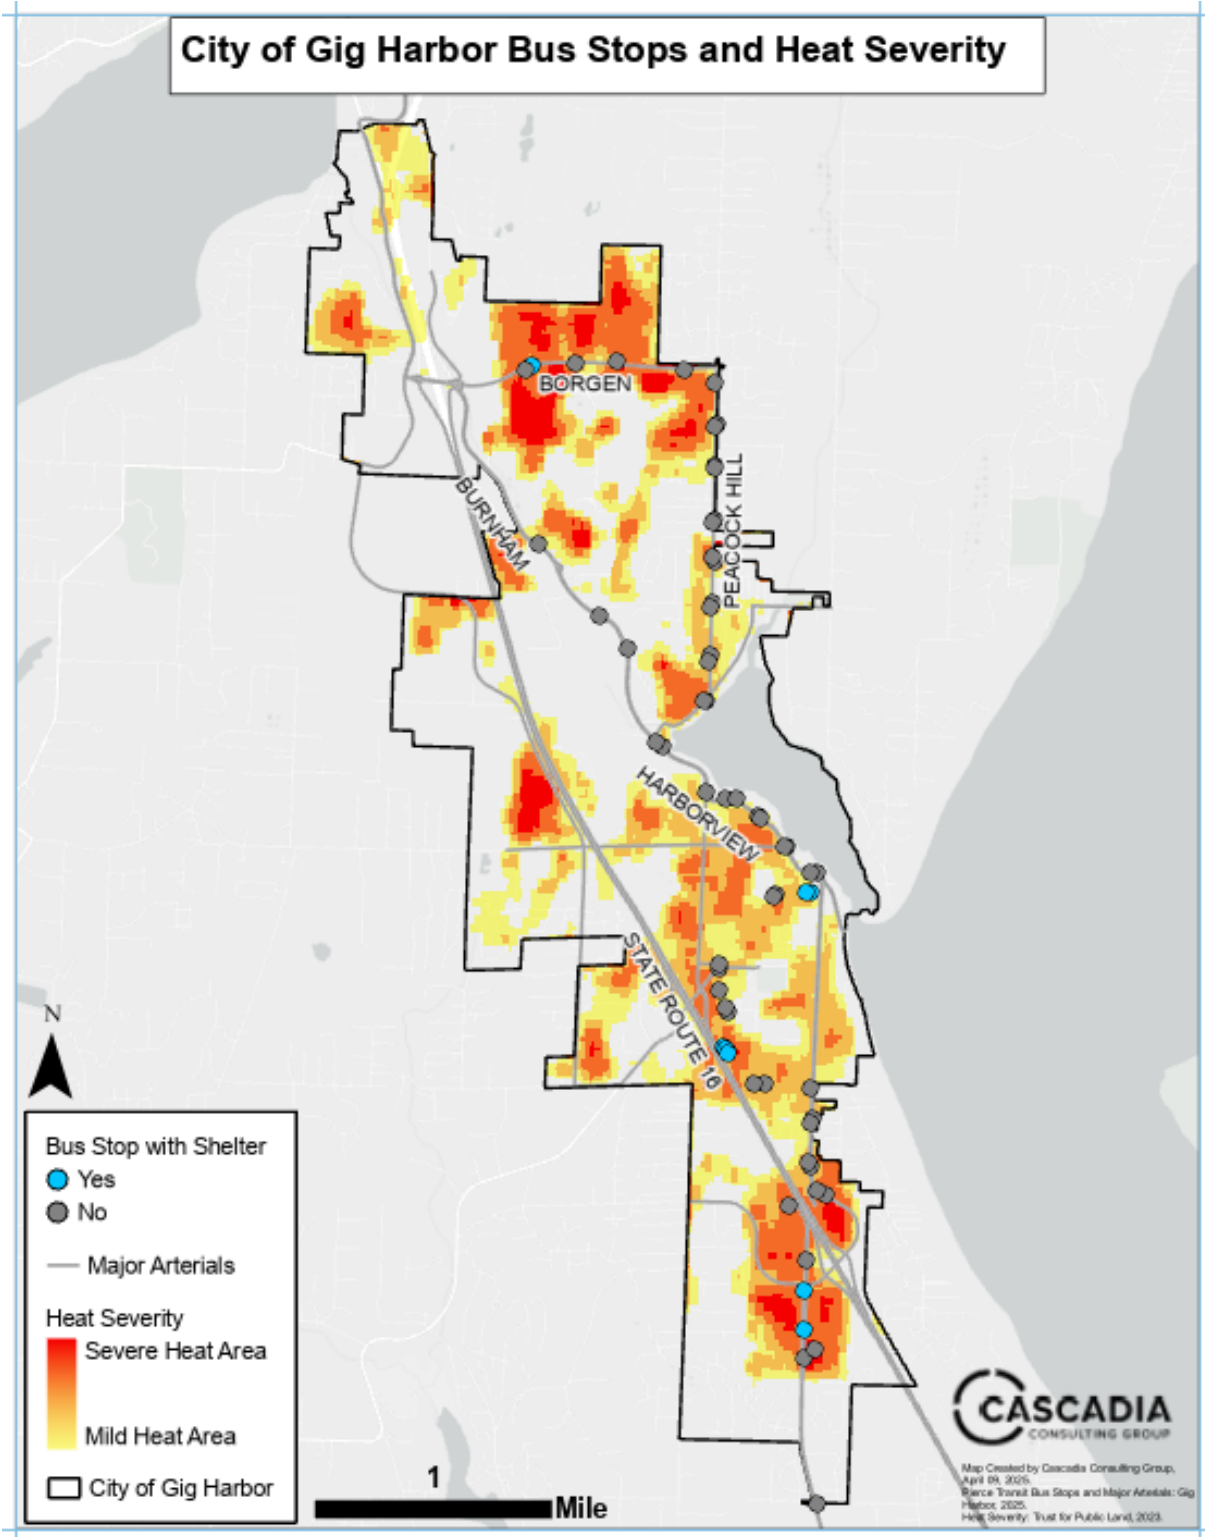 City of Gig Harbor Bus Stops and Heat Severity
BORGEN
PEACOCK HILL
BURNHAM
HARBORVIEW
STATE ROUTE 16
N
Bus Stop with Shelter
Yes
No
Major Arterials
Heat Severity
Severe Heat Area
Mild Heat Area
City of Gig Harbor
1
Mile
CASCADIA
CONSULTING GROUP
Map Created by Cascadia Consulting Group,
April 09, 2025.
Pierce Transit Bus Stops and Major Arterials: Gig
Harbor, 2025.
Heat Severity: Trust for Public Land, 2023.